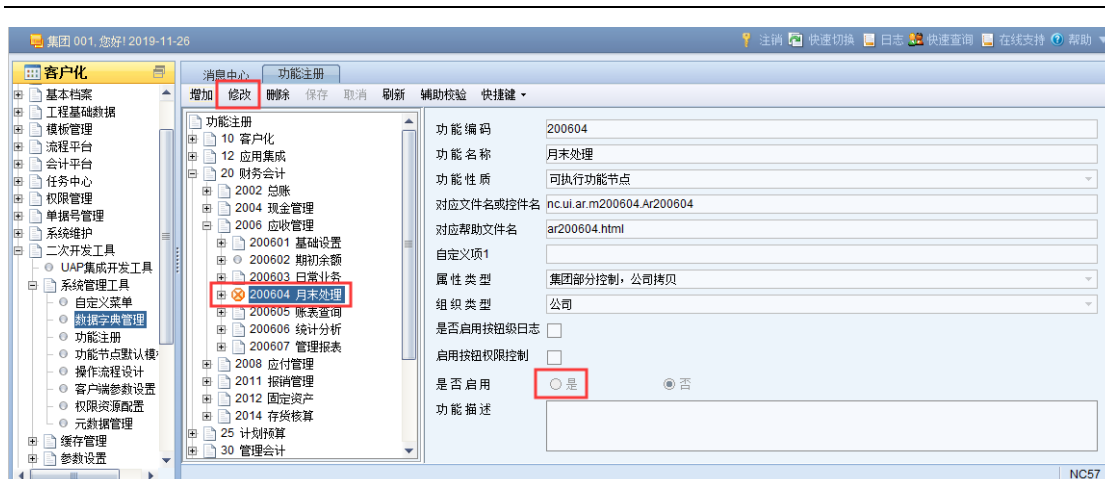 集团 001, 您好! 2019-11-26
注销 快速切换 日志 快速查询 在线支持 帮助
客户化
基本档案
工程基础数据
模板管理
流程平台
会计平台
任务中心
权限管理
单据号管理
系统维护
二次开发工具
UAP集成开发工具
系统管理工具
自定义菜单
数据字典管理
功能注册
功能节点默认模
操作流程设计
客户端参数设置
权限资源配置
元数据管理
缓存管理
参数设置
消息中心 功能注册
增加 修改 删除 保存 取消 刷新 辅助校验 快捷键
功能注册
10 客户化
12 应用集成
20 财务会计
2002 总账
2004 现金管理
2006 应收管理
200601 基础设置
200602 期初余额
200603 日常业务
200604 月末处理
200605 账表查询
200606 统计分析
200607 管理报表
2008 应付管理
2011 报销管理
2012 固定资产
2014 存货核算
25 计划预算
30 管理会计
功能编码 200604
功能名称 月末处理
功能性质 可执行功能节点
对应文件名或控件名 nc.ui.ar.m200604.Ar200604
对应帮助文件名 ar200604.html
自定义项1
属性类型 集团部分控制，公司拷贝
组织类型 公司
是否启用按钮级日志
启用按钮权限控制
是否启用 是 否
功能描述
NC57